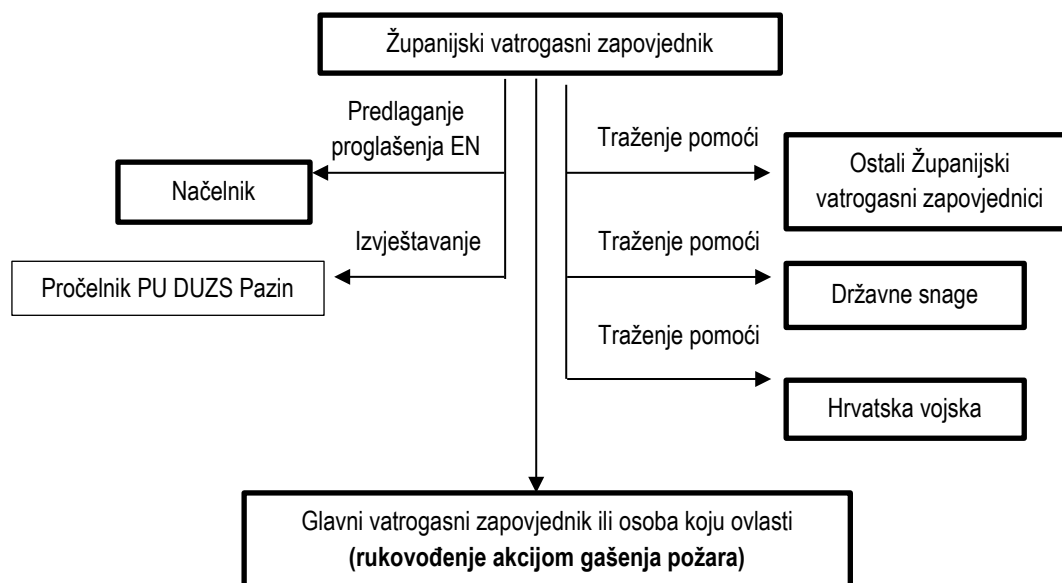 Županijski vatrogasni zapovjednik
Predlaganje
proglašenja EN
Traženje pomoći
Načelnik
Ostali Županijski
vatrogasni zapovjednici
Izvještavanje
Traženje pomoći
Pročelnik PU DUZS Pazin
Državne snage
Traženje pomoći
Hrvatska vojska
Glavni vatrogasni zapovjednik ili osoba koju ovlasti
(rukovođenje akcijom gašenja požara)